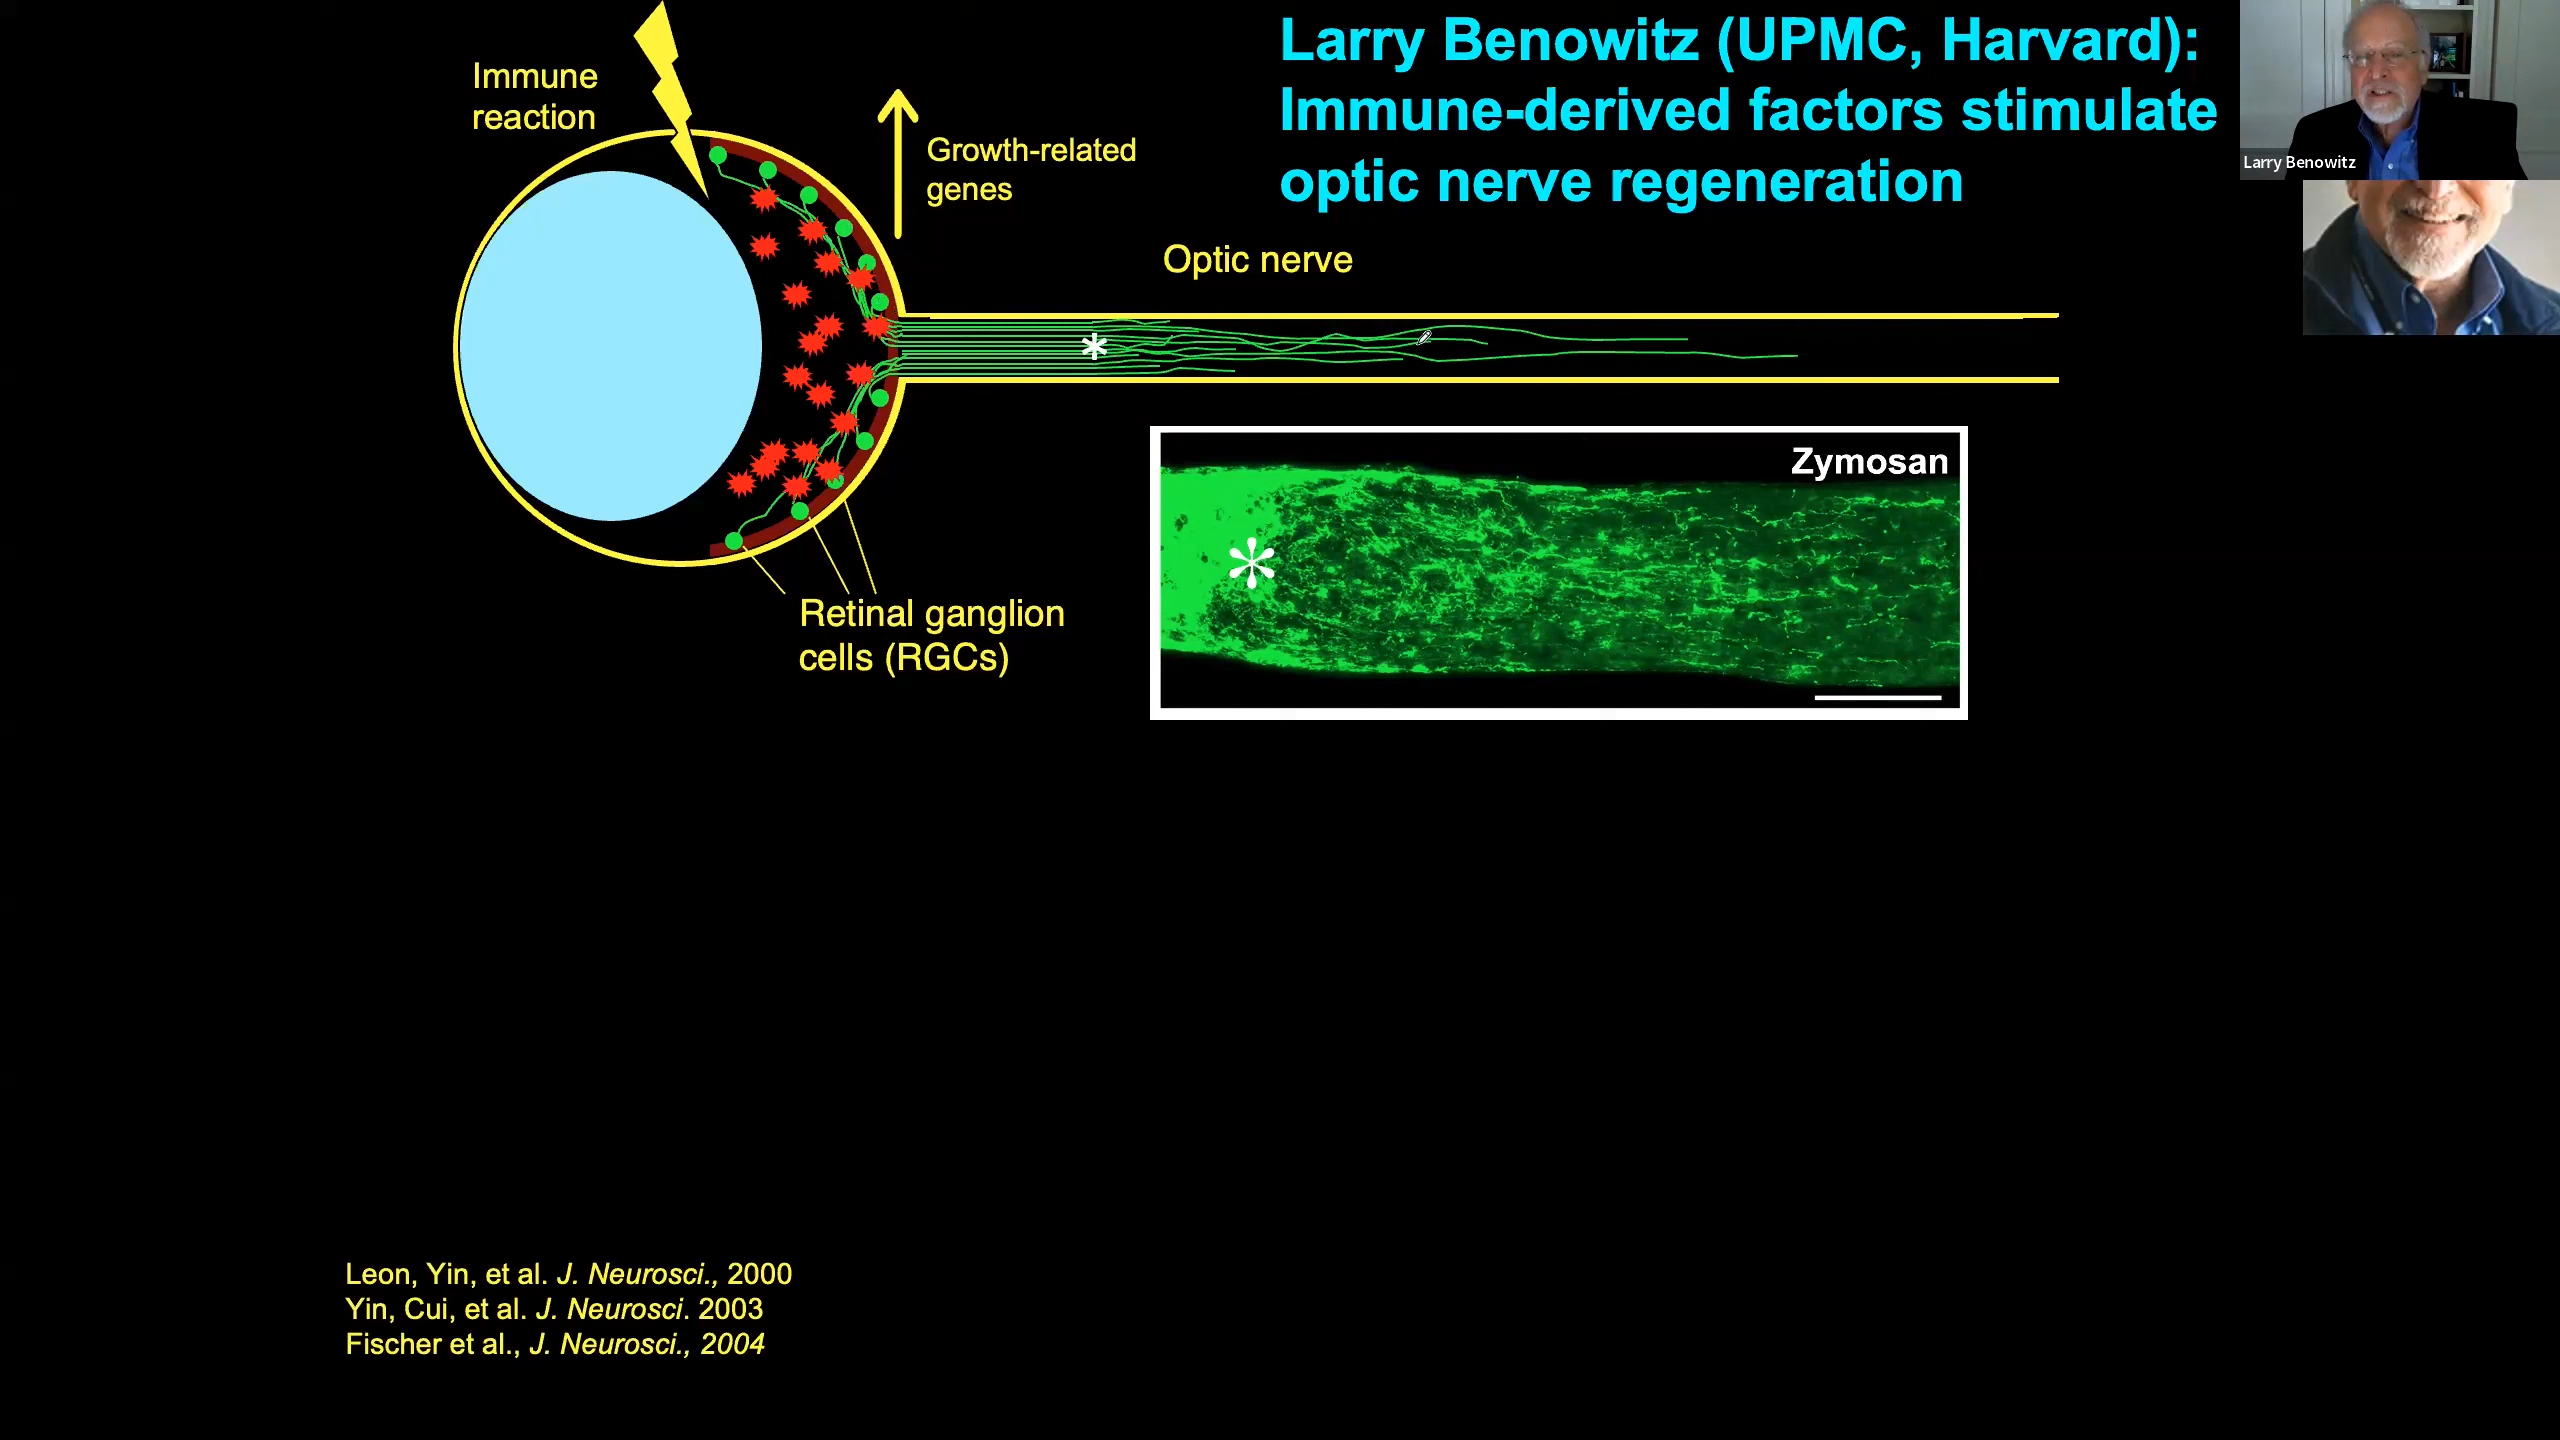 Larry Benowitz (UPMC, Harvard):
Immune-derived factors stimulate
optic nerve regeneration
Larry Benowitz
Immune
reaction
Growth-related
genes
Optic nerve
*
Zymosan
*
Retinal ganglion
cells (RGCs)
Leon, Yin, et al. J. Neurosci., 2000
Yin, Cui, et al. J. Neurosci. 2003
Fischer et al., J. Neurosci., 2004